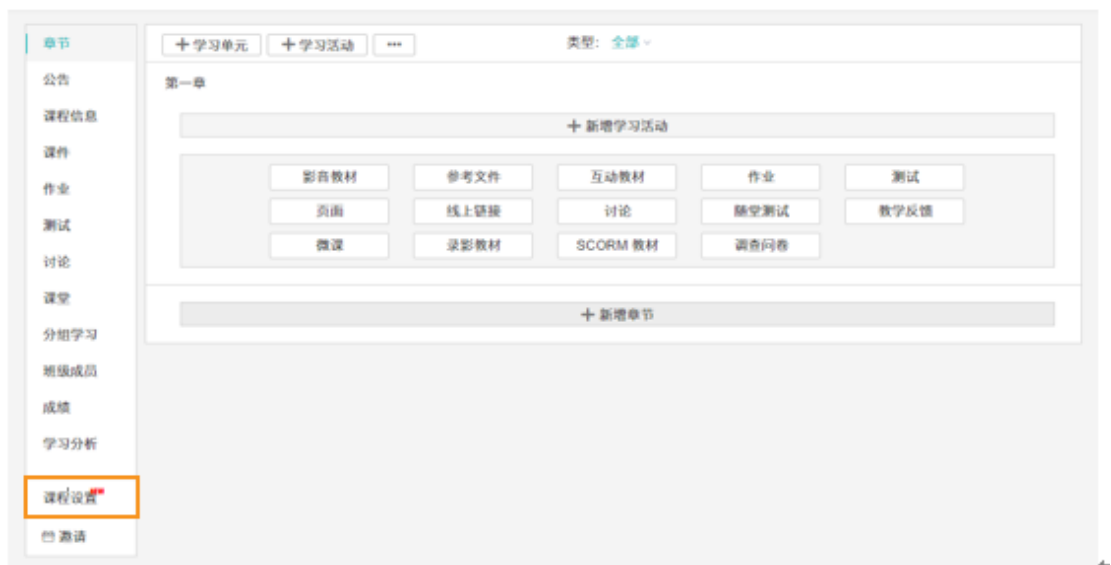 章节
公告
课程信息
课件
作业
测试
讨论
课堂
分组学习
班级成员
成绩
学习分析
课程设置
邀请
+ 学习单元 + 学习活动 ··· 类型: 全部
第一章
+ 新增学习活动
影音教材 参考文件 互动教材 作业 测试
页面 线上链接 讨论 随堂测试 教学反馈
微课 录影教材 SCORM 教材 调查问卷
+ 新增章节